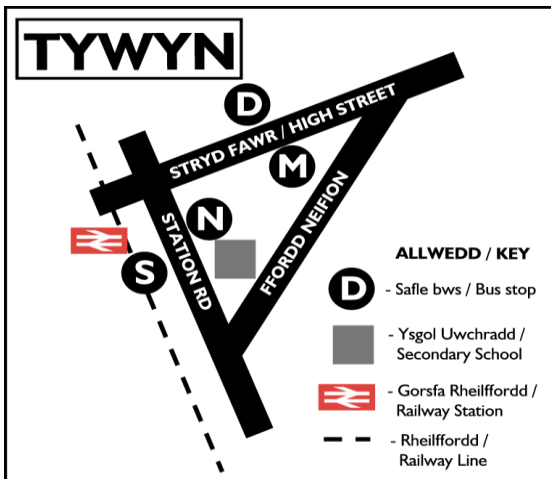 TYWYN
D
STRYD FAWR / HIGH STREET
M
N
STATION RD
FFORDD NEIFION
S
ALLWEDD / KEY
D - Safle bws / Bus stop
- Ysgol Uwchradd /
Secondary School
- Gorsfa Rheilffordd /
Railway Station
- Rheilffordd /
Railway Line